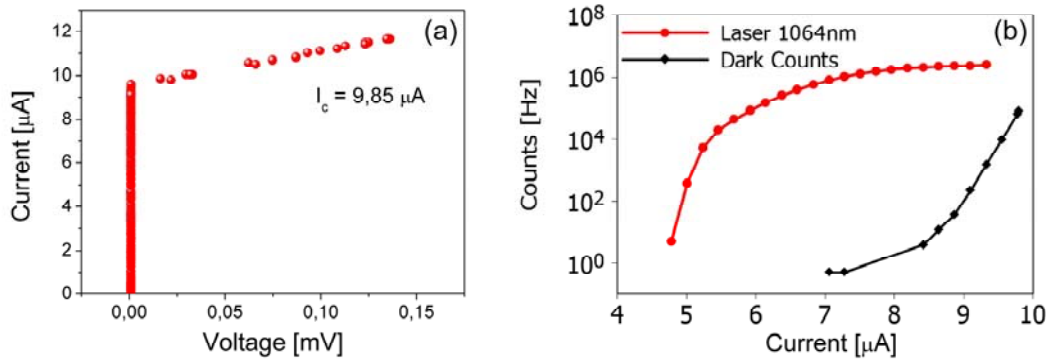 (a)
Current [μA]
12
10
8
6
4
2
0
I_c = 9,85 μA
0,00 0,05 0,10 0,15
Voltage [mV]
(b)
Counts [Hz]
10^8
10^6
10^4
10^2
10^0
Laser 1064nm
Dark Counts
4 5 6 7 8 9 10
Current [μA]